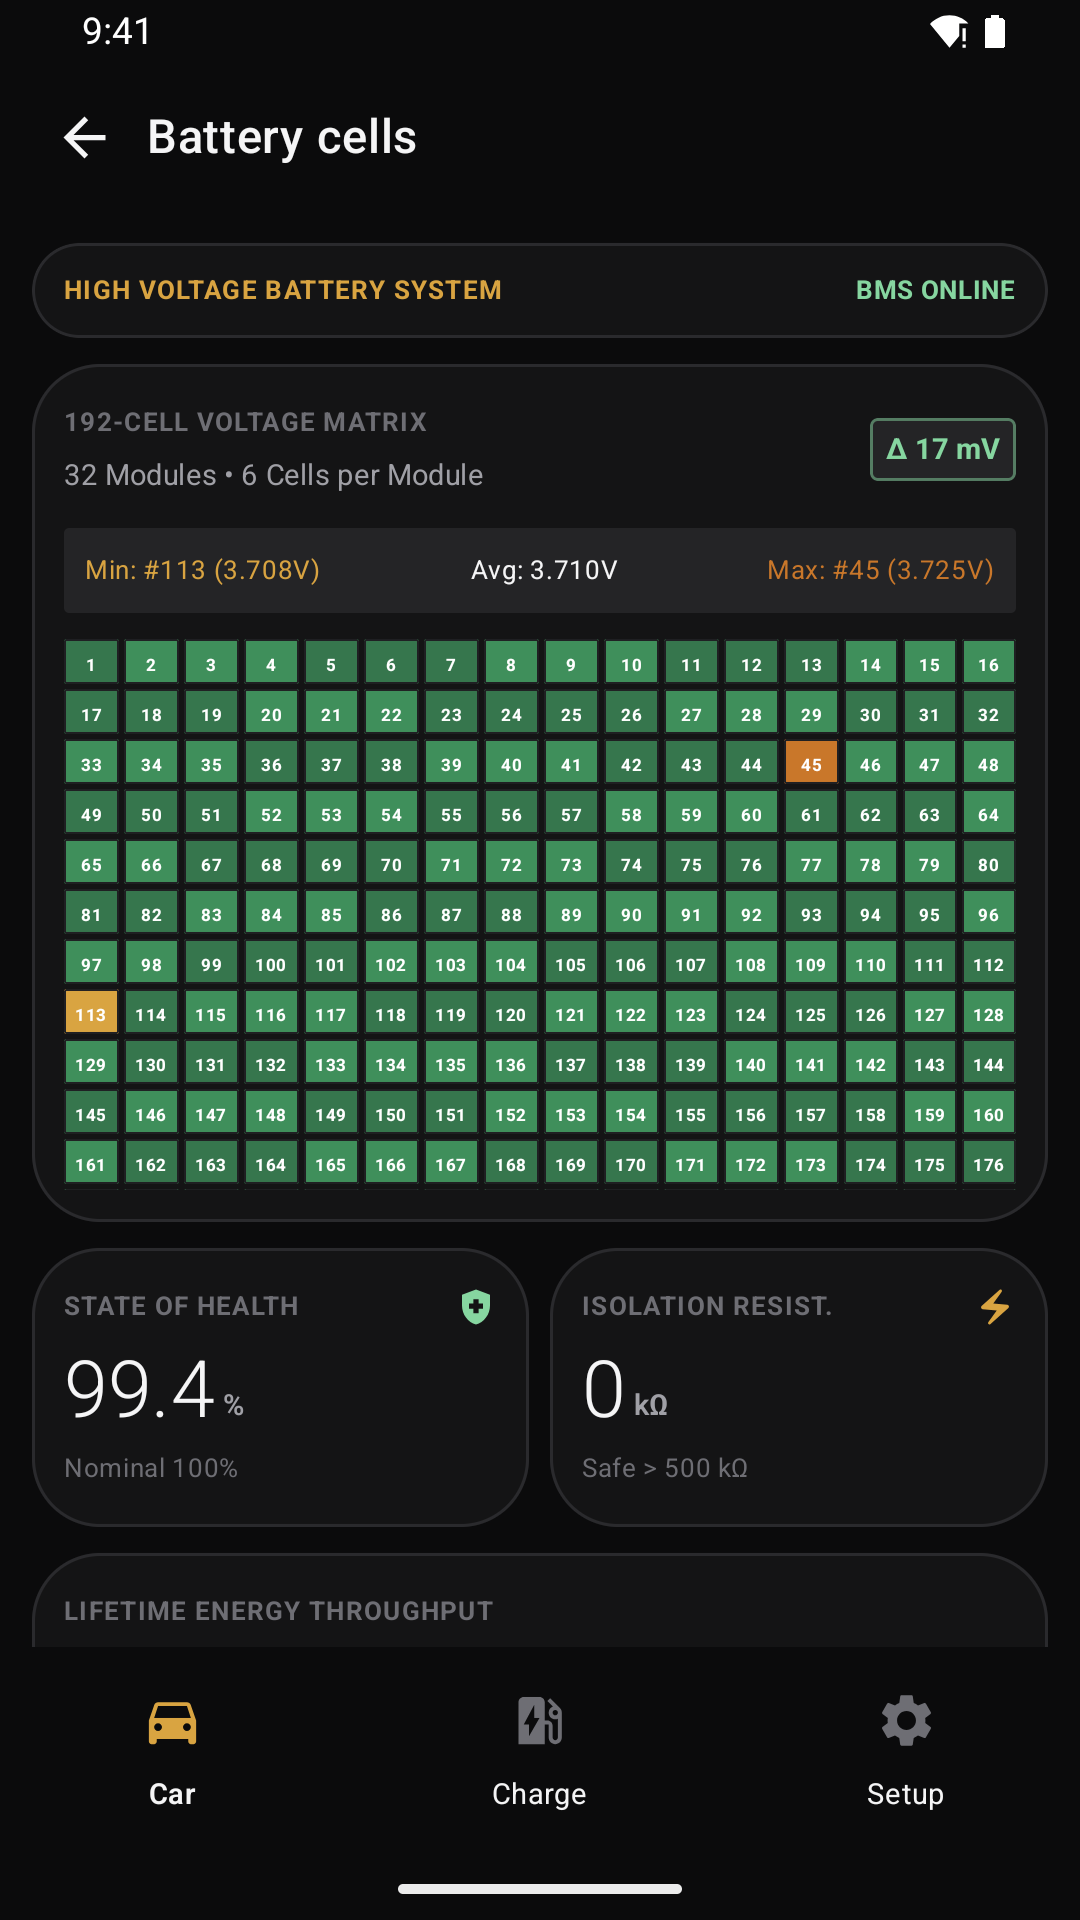 9:41
Battery cells
HIGH VOLTAGE BATTERY SYSTEM BMS ONLINE
192-CELL VOLTAGE MATRIX
32 Modules • 6 Cells per Module
Δ 17 mV
Min: #113 (3.708V) Avg: 3.710V Max: #45 (3.725V)
1 2 3 4 5 6 7 8 9 10 11 12 13 14 15 16
17 18 19 20 21 22 23 24 25 26 27 28 29 30 31 32
33 34 35 36 37 38 39 40 41 42 43 44 45 46 47 48
49 50 51 52 53 54 55 56 57 58 59 60 61 62 63 64
65 66 67 68 69 70 71 72 73 74 75 76 77 78 79 80
81 82 83 84 85 86 87 88 89 90 91 92 93 94 95 96
97 98 99 100 101 102 103 104 105 106 107 108 109 110 111 112
113 114 115 116 117 118 119 120 121 122 123 124 125 126 127 128
129 130 131 132 133 134 135 136 137 138 139 140 141 142 143 144
145 146 147 148 149 150 151 152 153 154 155 156 157 158 159 160
161 162 163 164 165 166 167 168 169 170 171 172 173 174 175 176
STATE OF HEALTH
99.4 %
Nominal 100%
ISOLATION RESIST.
0 kΩ
Safe > 500 kΩ
LIFETIME ENERGY THROUGHPUT
Car Charge Setup